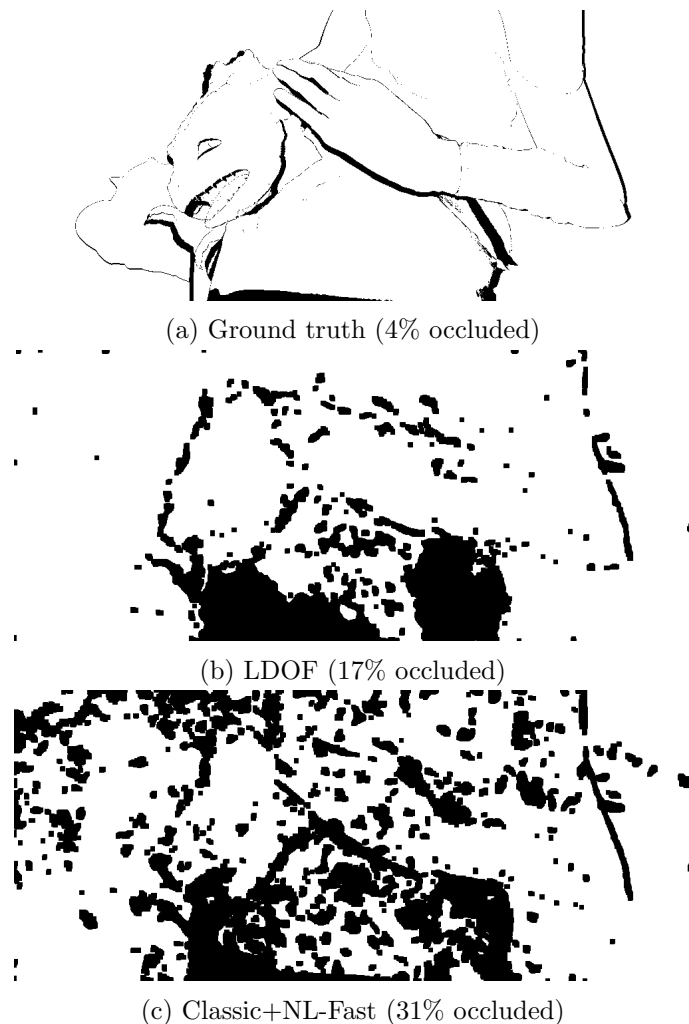 (a) Ground truth (4% occluded)
(b) LDOF (17% occluded)
(c) Classic+NL-Fast (31% occluded)